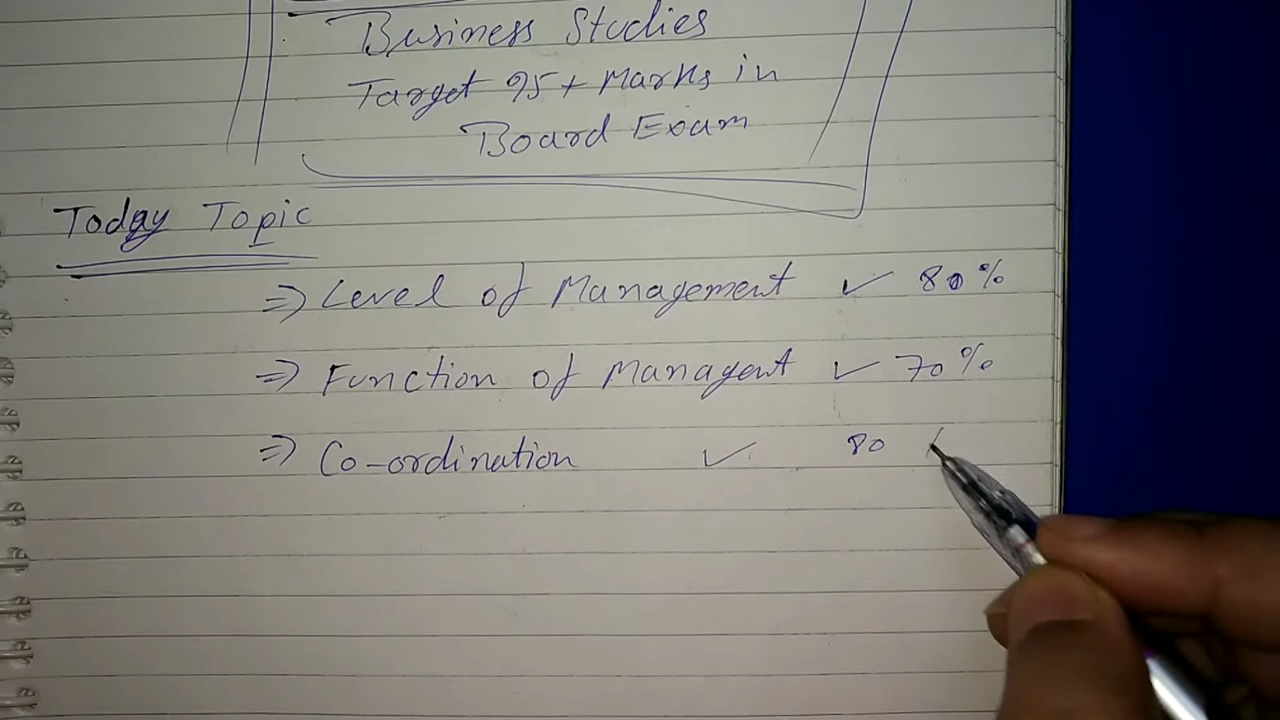 Business Studies
Target 95+ Marks in
Board Exam
Today Topic
⇒ Level of Management ✓ 80%
⇒ Function of Managent ✓ 70%
⇒ Co-ordination ✓ 80